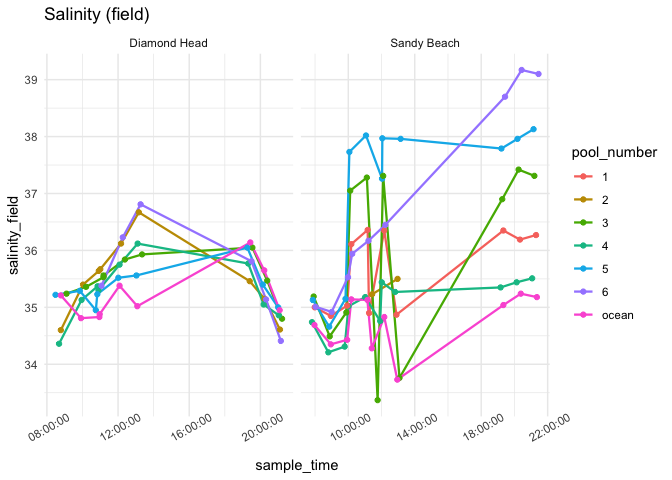 Salinity (field)
Diamond Head
Sandy Beach
39
38
37
36
35
34
salinity_field
08:00:00
12:00:00
16:00:00
20:00:00
10:00:00
14:00:00
18:00:00
22:00:00
sample_time
pool_number
1
2
3
4
5
6
ocean